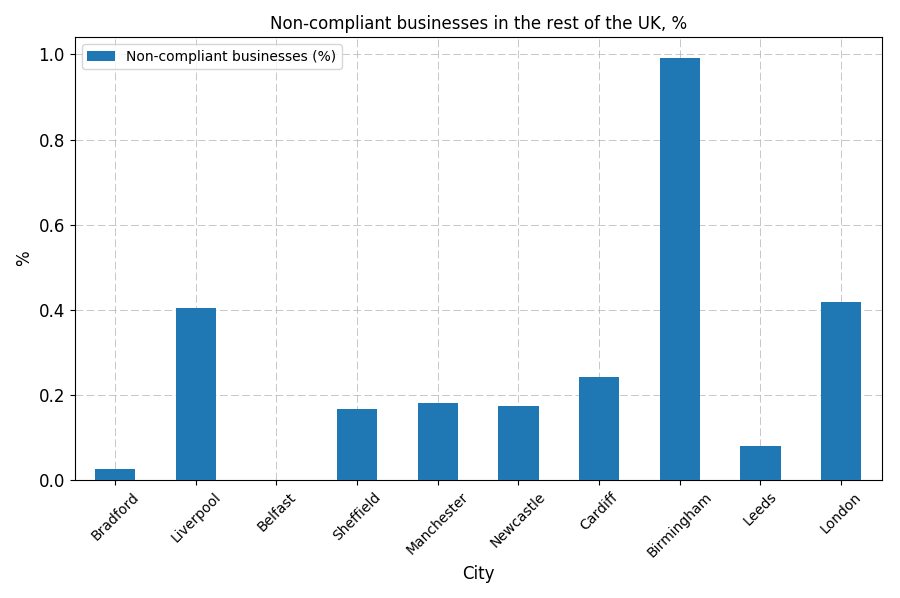 Non-compliant businesses in the rest of the UK, %
Non-compliant businesses (%)
1.0
0.8
0.6
0.4
0.2
0.0
%
Bradford
Liverpool
Belfast
Sheffield
Manchester
Newcastle
Cardiff
Birmingham
Leeds
London
City